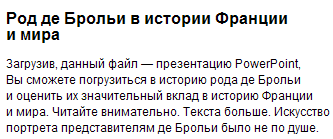 Род де Брольи в истории Франции
и мира
Загрузив, данный файл — презентацию PowerPoint,
Вы сможете погрузиться в историю рода де Брольи
и оценить их значительный вклад в историю Франции
и мира. Читайте внимательно. Текста больше. Искусство
портрета представителям де Брольи было не по душе.